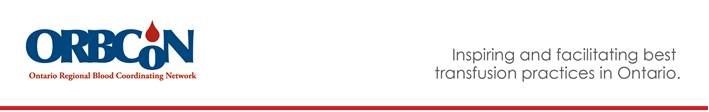 ORBCoN
Ontario Regional Blood Coordinating Network
Inspiring and facilitating best
transfusion practices in Ontario.